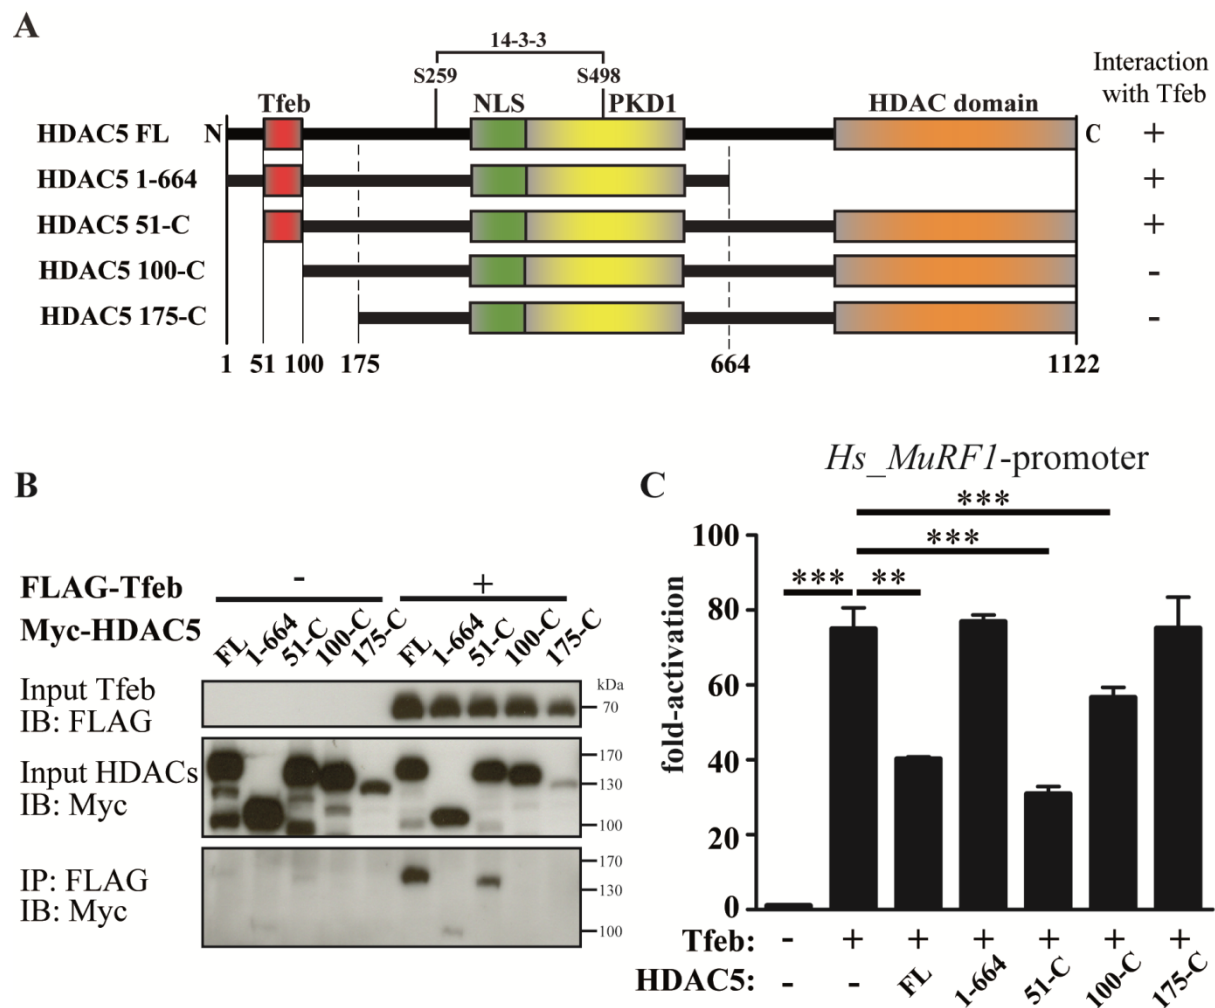 A
14-3-3
S259 S498
Interaction
with Tfeb
Tfeb NLS PKD1 HDAC domain
HDAC5 FL N C +
HDAC5 1-664 +
HDAC5 51-C +
HDAC5 100-C -
HDAC5 175-C -
1 51 100 175 664 1122
B
FLAG-Tfeb - +
Myc-HDAC5
FL 1-664 51-C 100-C 175-C FL 1-664 51-C 100-C 175-C
kDa
Input Tfeb
IB: FLAG
70
Input HDACs
IB: Myc
170
130
100
IP: FLAG
IB: Myc
170
130
100
C
Hs_MuRF1-promoter
***
***
*** **
fold-activation
100
80
60
40
20
0
Tfeb: - + + + + + +
HDAC5: - - FL 1-664 51-C 100-C 175-C